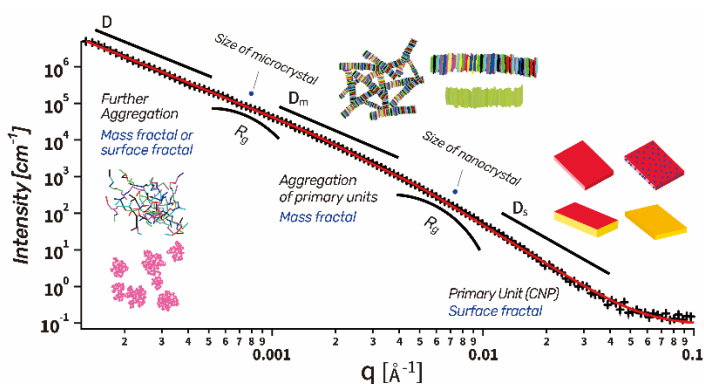 D
Size of microcrystal
Further
Aggregation
Mass fractal or
surface fractal
R_g
D_m
Aggregation
of primary units
Mass fractal
Size of nanocrystal
R_g
D_s
Primary Unit (CNP)
Surface fractal
Intensity [cm⁻¹]
10⁶
10⁵
10⁴
10³
10²
10¹
10⁰
10⁻¹
2 3 4 5 6 7 8 9 0.001 2 3 4 5 6 7 8 9 0.01 2 3 4 5 6 7 8 9 0.1
q [Å⁻¹]